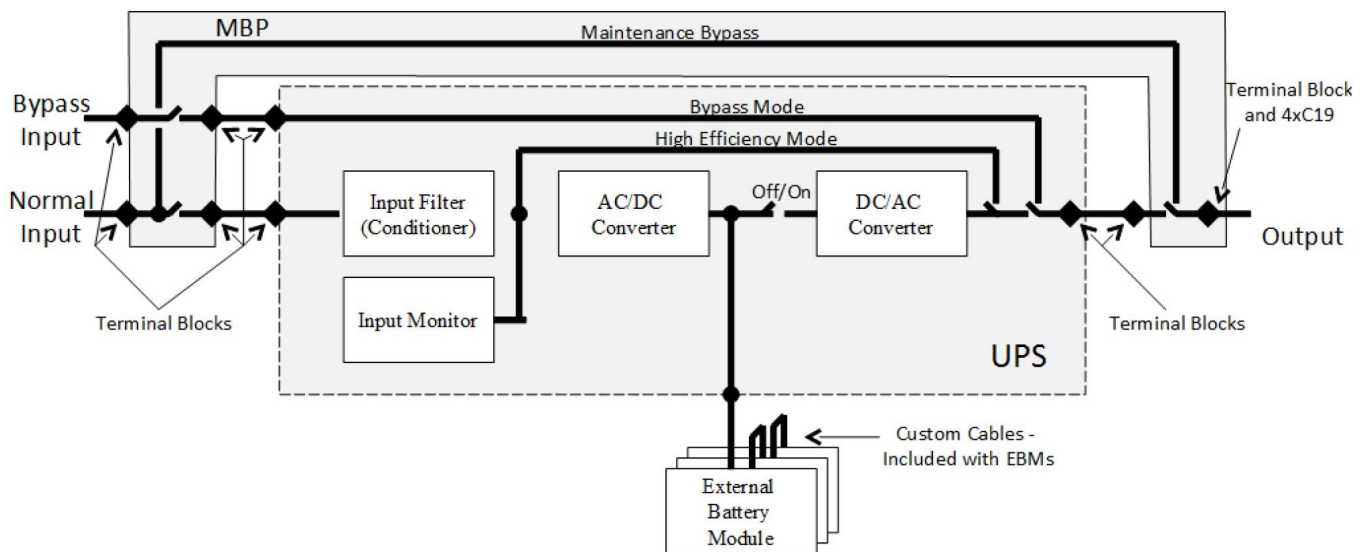 MBP
Maintenance Bypass
Bypass
Input
Bypass Mode
Terminal Block
and 4xC19
High Efficiency Mode
Normal
Input
Input Filter
(Conditioner)
AC/DC
Converter
Off/On
DC/AC
Converter
Output
Terminal Blocks
Input Monitor
Terminal Blocks
UPS
Custom Cables -
Included with EBMs
External
Battery
Module